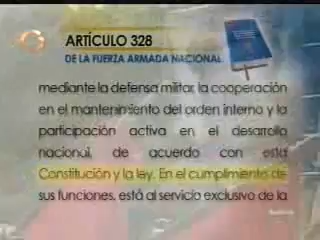 ARTÍCULO 328
DE LA FUERZA ARMADA NACIONAL
mediante la defensa militar, la cooperación
en el mantenimiento del orden interno y la
participación activa en el desarrollo
nacional, de acuerdo con esta
Constitución y la ley. En el cumplimiento de
sus funciones, está al servicio exclusivo de la